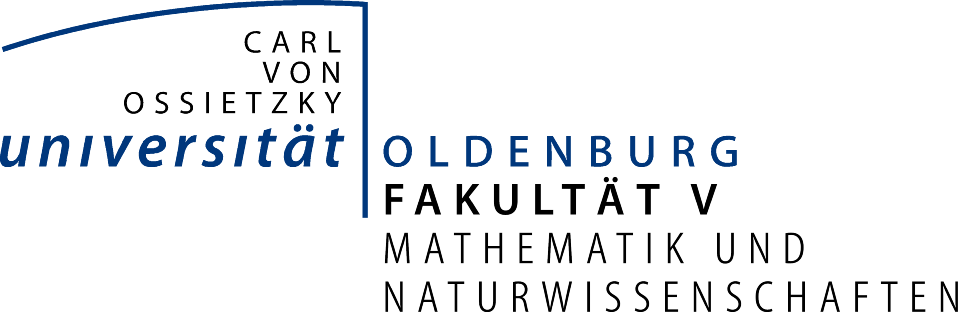 CARL
VON
OSSIETZKY
universität OLDENBURG
FAKULTÄT V
MATHEMATIK UND
NATURWISSENSCHAFTEN